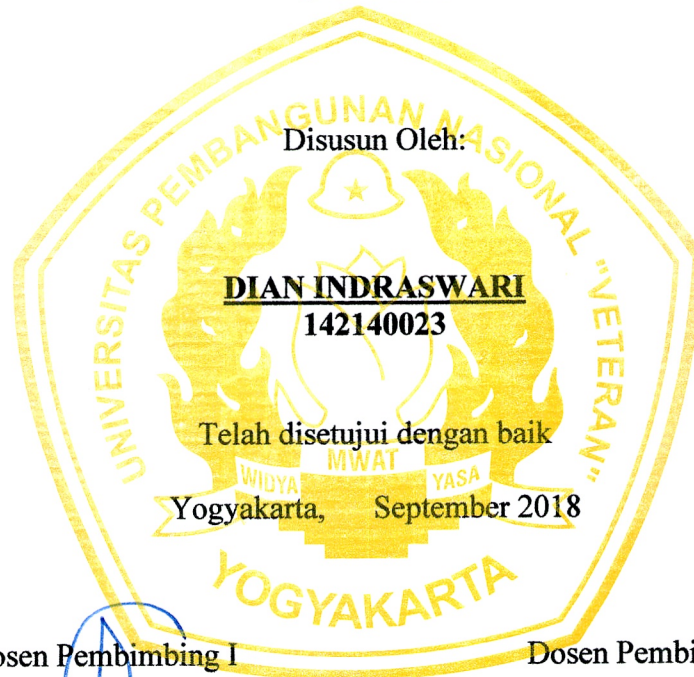 UNIVERSITAS PEMBANGUNAN NASIONAL "VETERAN"
Disusun Oleh:
DIAN INDRASWARI
142140023
Telah disetujui dengan baik
WIDYA MWAT YASA
Yogyakarta, September 2018
YOGYAKARTA
osen Pembimbing I Dosen Pembi